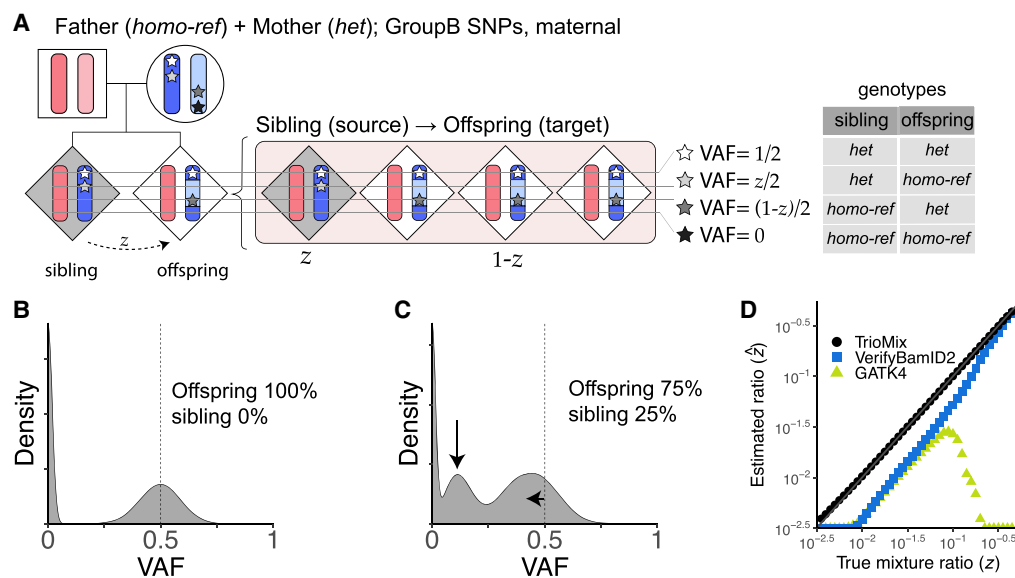 A
Father (homo-ref) + Mother (het); GroupB SNPs, maternal
Sibling (source) → Offspring (target)
z
sibling
offspring
z
1-z
VAF= 1/2
VAF= z/2
VAF= (1-z)/2
VAF= 0
genotypes
sibling offspring
het het
het homo-ref
homo-ref het
homo-ref homo-ref
B
Density
Offspring 100%
sibling 0%
0 0.5 1
VAF
C
Density
Offspring 75%
sibling 25%
0 0.5 1
VAF
D
Estimated ratio (ẑ)
TrioMix
VerifyBamID2
GATK4
10^-0.5
10^-1
10^-1.5
10^-2
10^-2.5
10^-2.5 10^-2 10^-1.5 10^-1 10^-0.5
True mixture ratio (z)